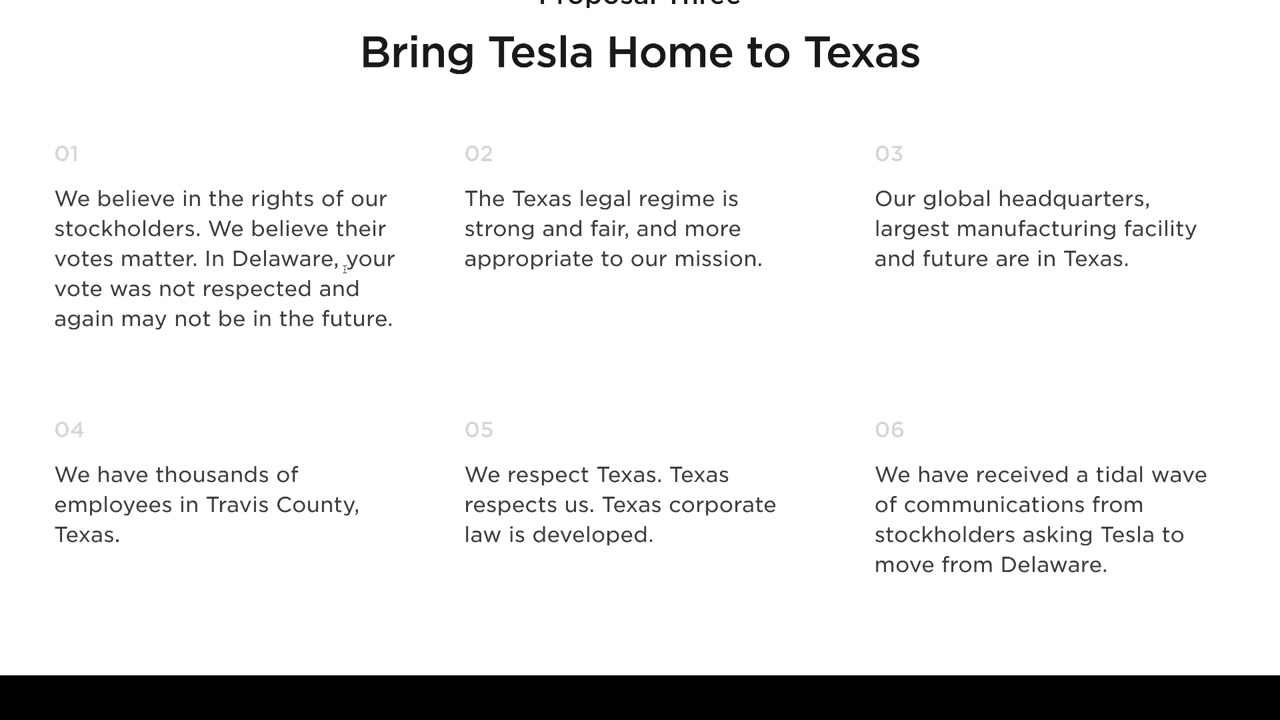 Proposal Three
Bring Tesla Home to Texas
01
We believe in the rights of our
stockholders. We believe their
votes matter. In Delaware, your
vote was not respected and
again may not be in the future.
02
The Texas legal regime is
strong and fair, and more
appropriate to our mission.
03
Our global headquarters,
largest manufacturing facility
and future are in Texas.
04
We have thousands of
employees in Travis County,
Texas.
05
We respect Texas. Texas
respects us. Texas corporate
law is developed.
06
We have received a tidal wave
of communications from
stockholders asking Tesla to
move from Delaware.